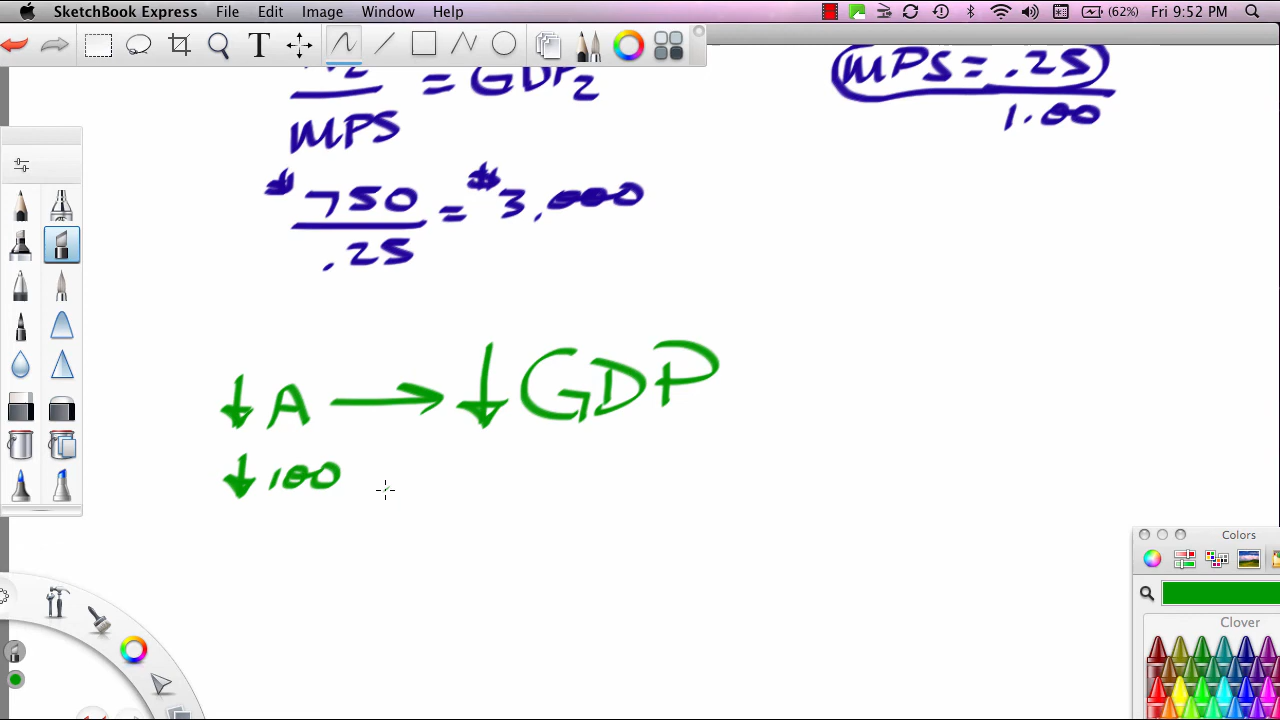 SketchBook Express File Edit Image Window Help (62%) Fri 9:52 PM
T
MPS = .25
1.00
= GDP2
MPS
$750 = $3,000
.25
↓ A → ↓ GDP
↓ 100
Colors
Clover